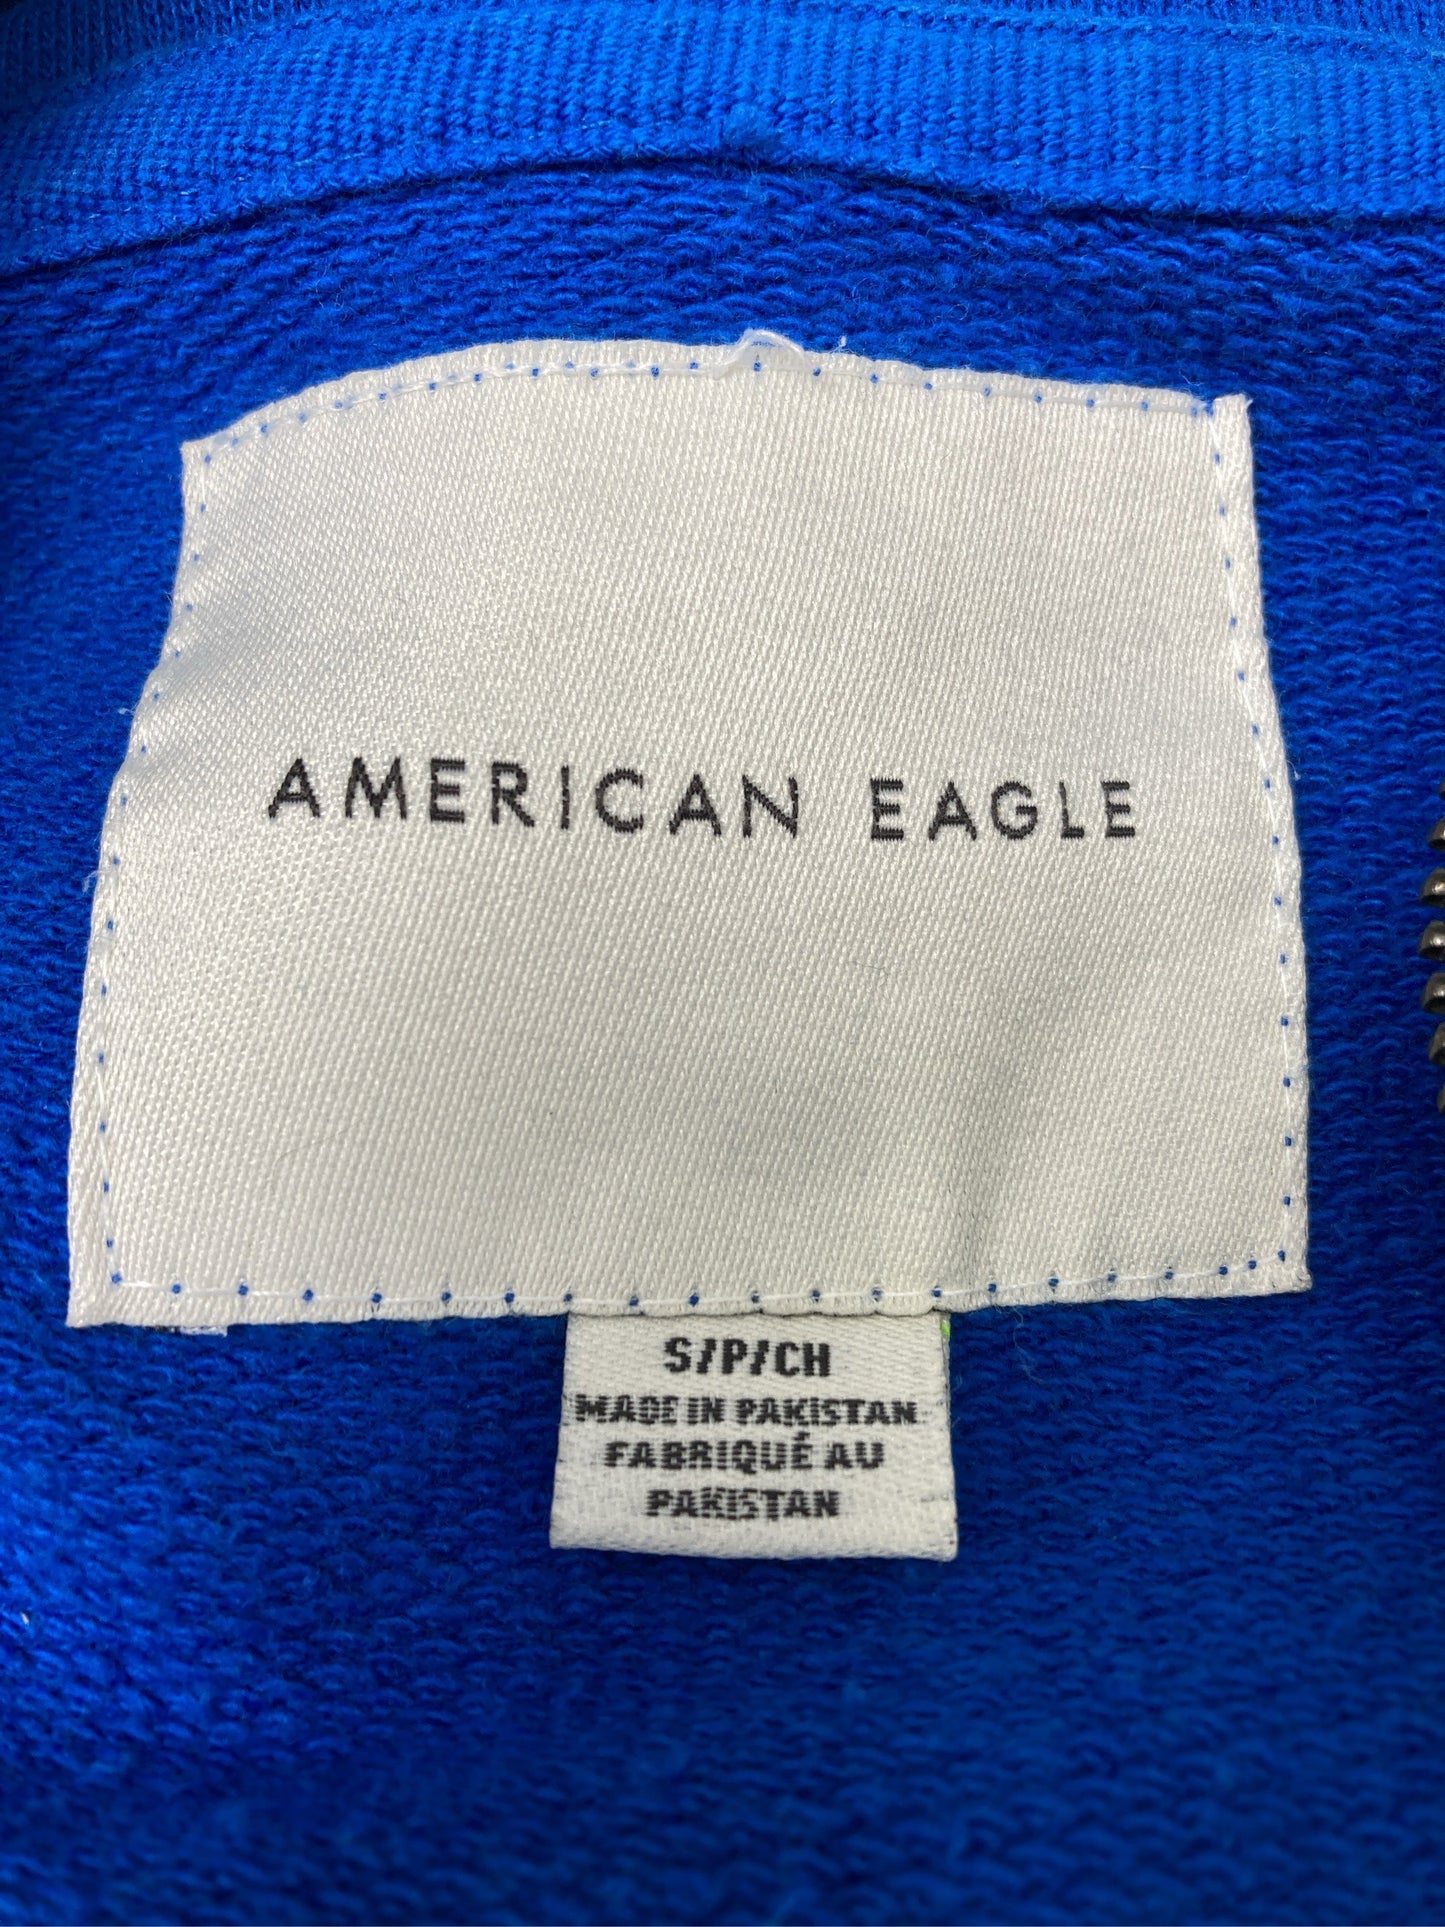 AMERICAN EAGLE
S/P/CH
MADE IN PAKISTAN
FABRIQUÉ AU
PAKISTAN